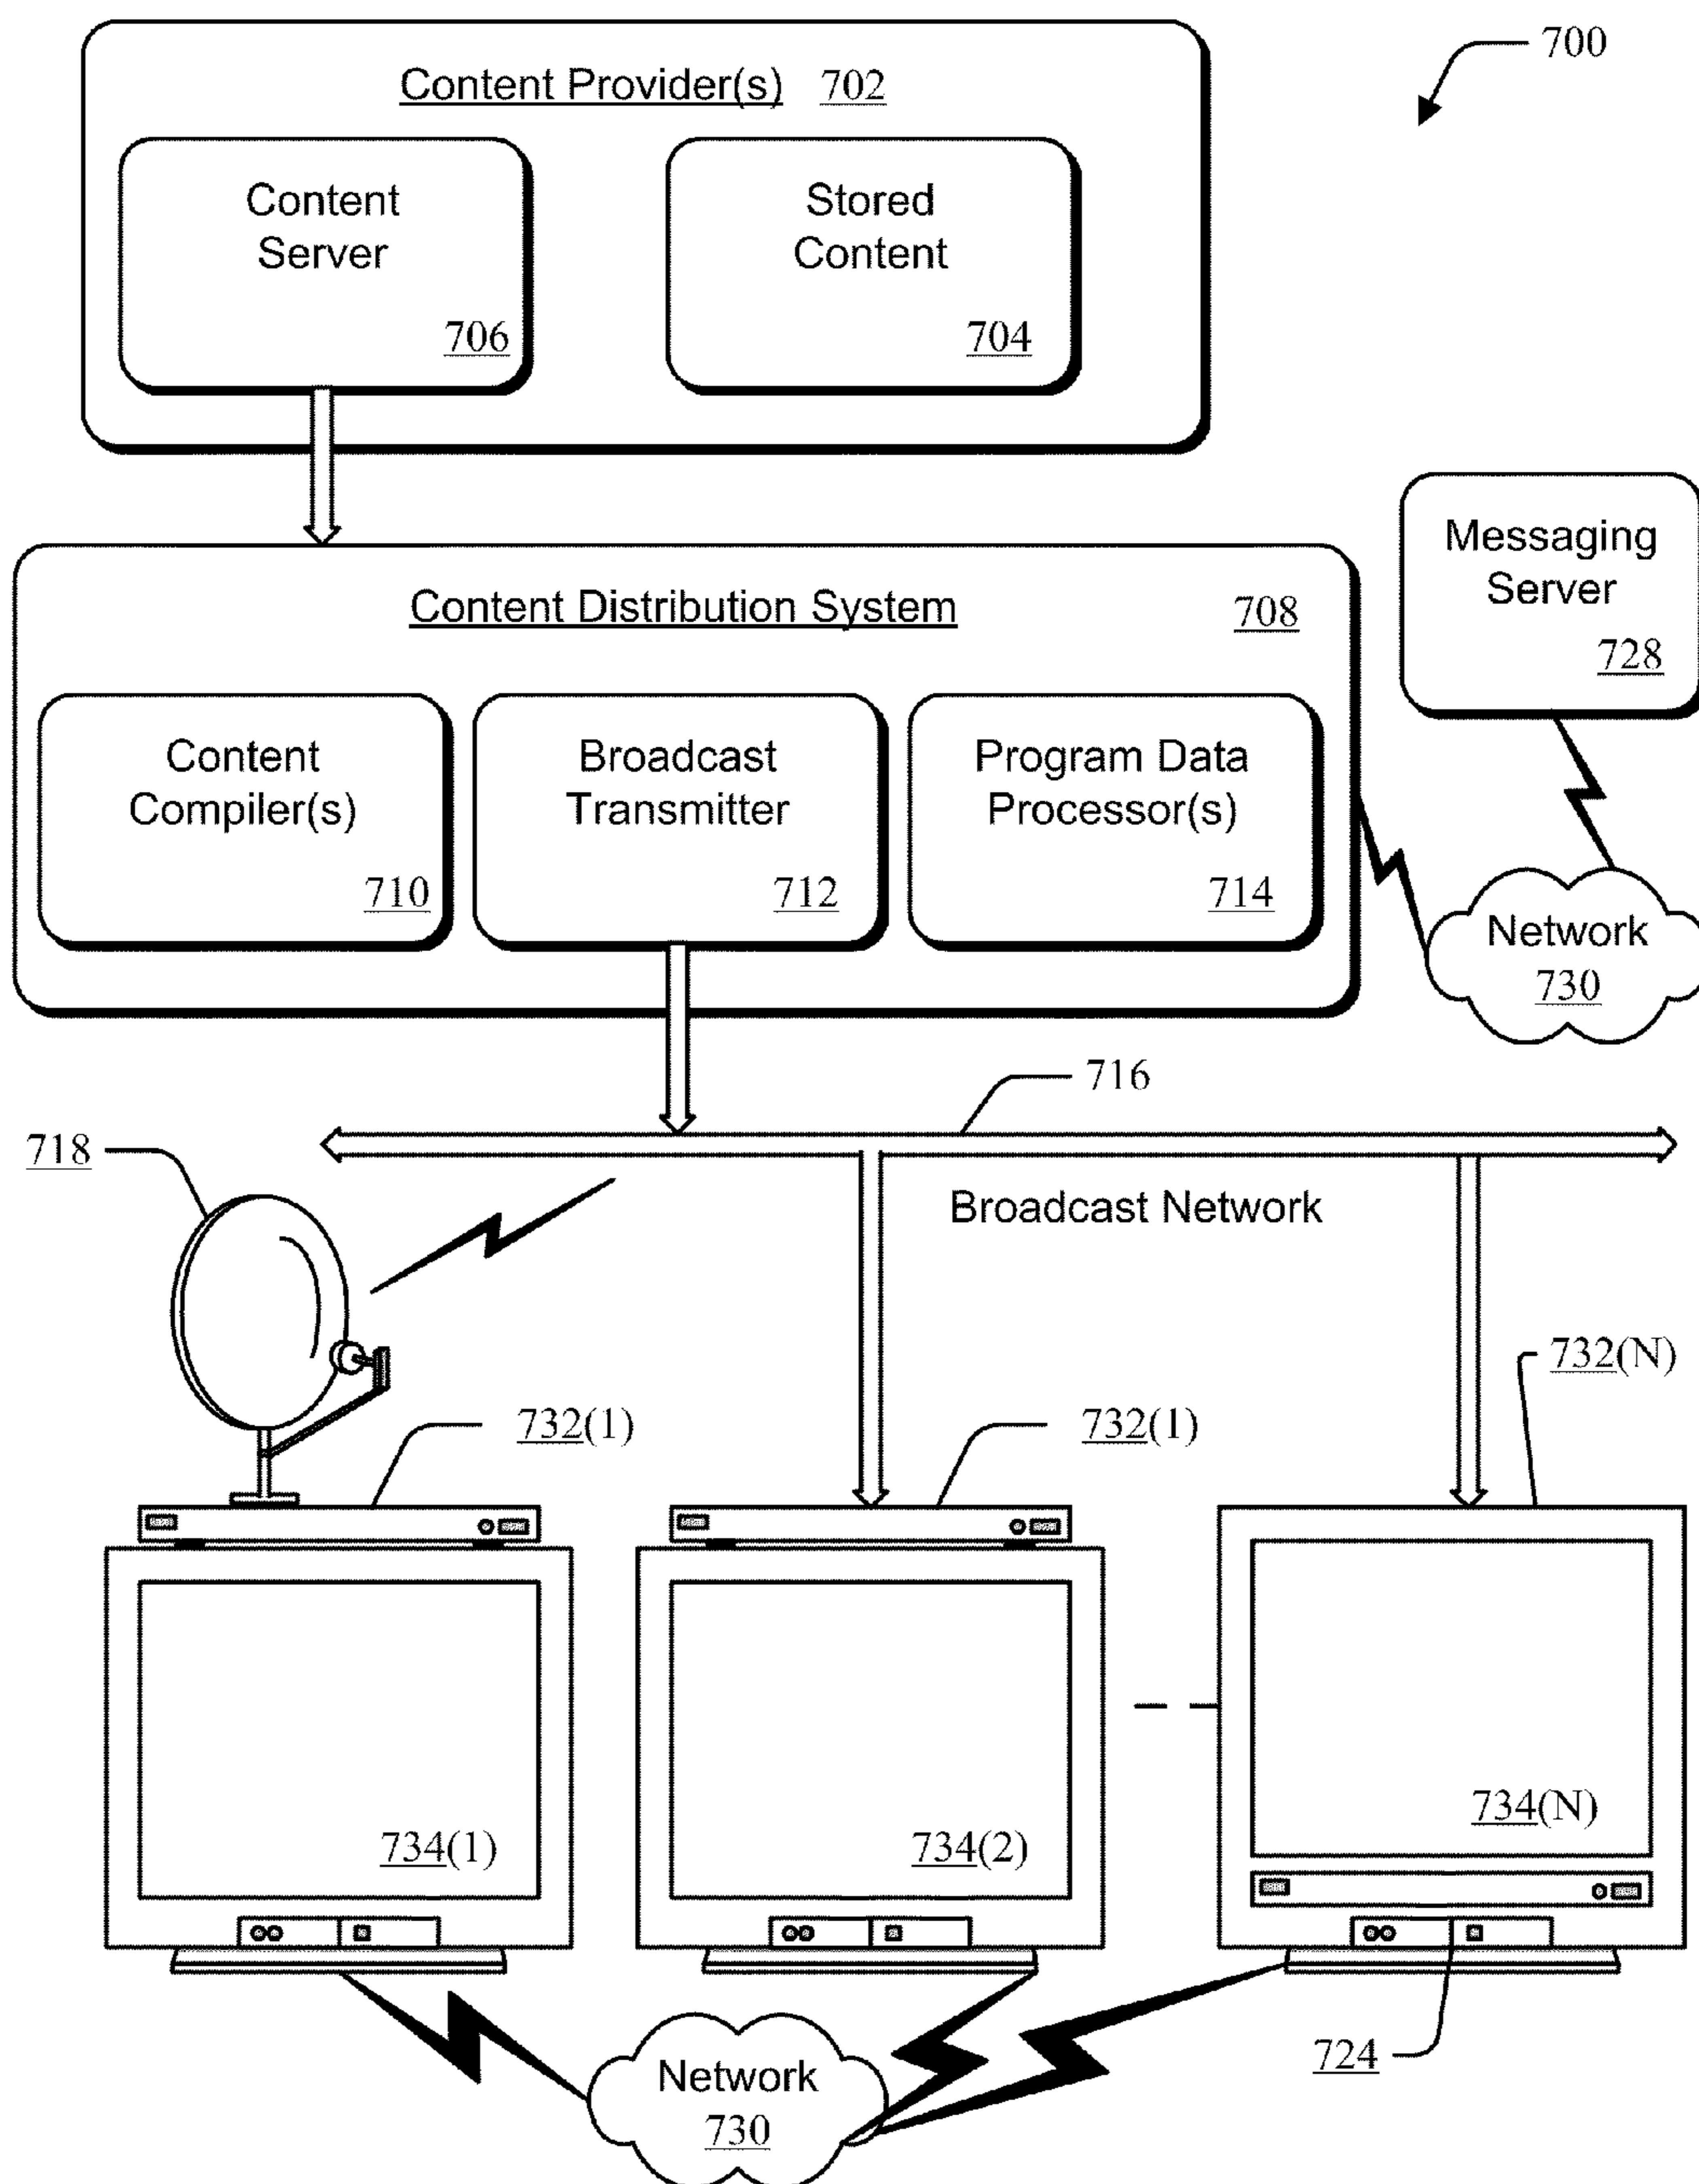 700
Content Provider(s) 702
Content
Server
706
Stored
Content
704
Messaging
Server
728
Content Distribution System 708
Content
Compiler(s)
710
Broadcast
Transmitter
712
Program Data
Processor(s)
714
Network
730
716
718
Broadcast Network
732(N)
732(1)
732(1)
734(1)
734(2)
734(N)
724
Network
730